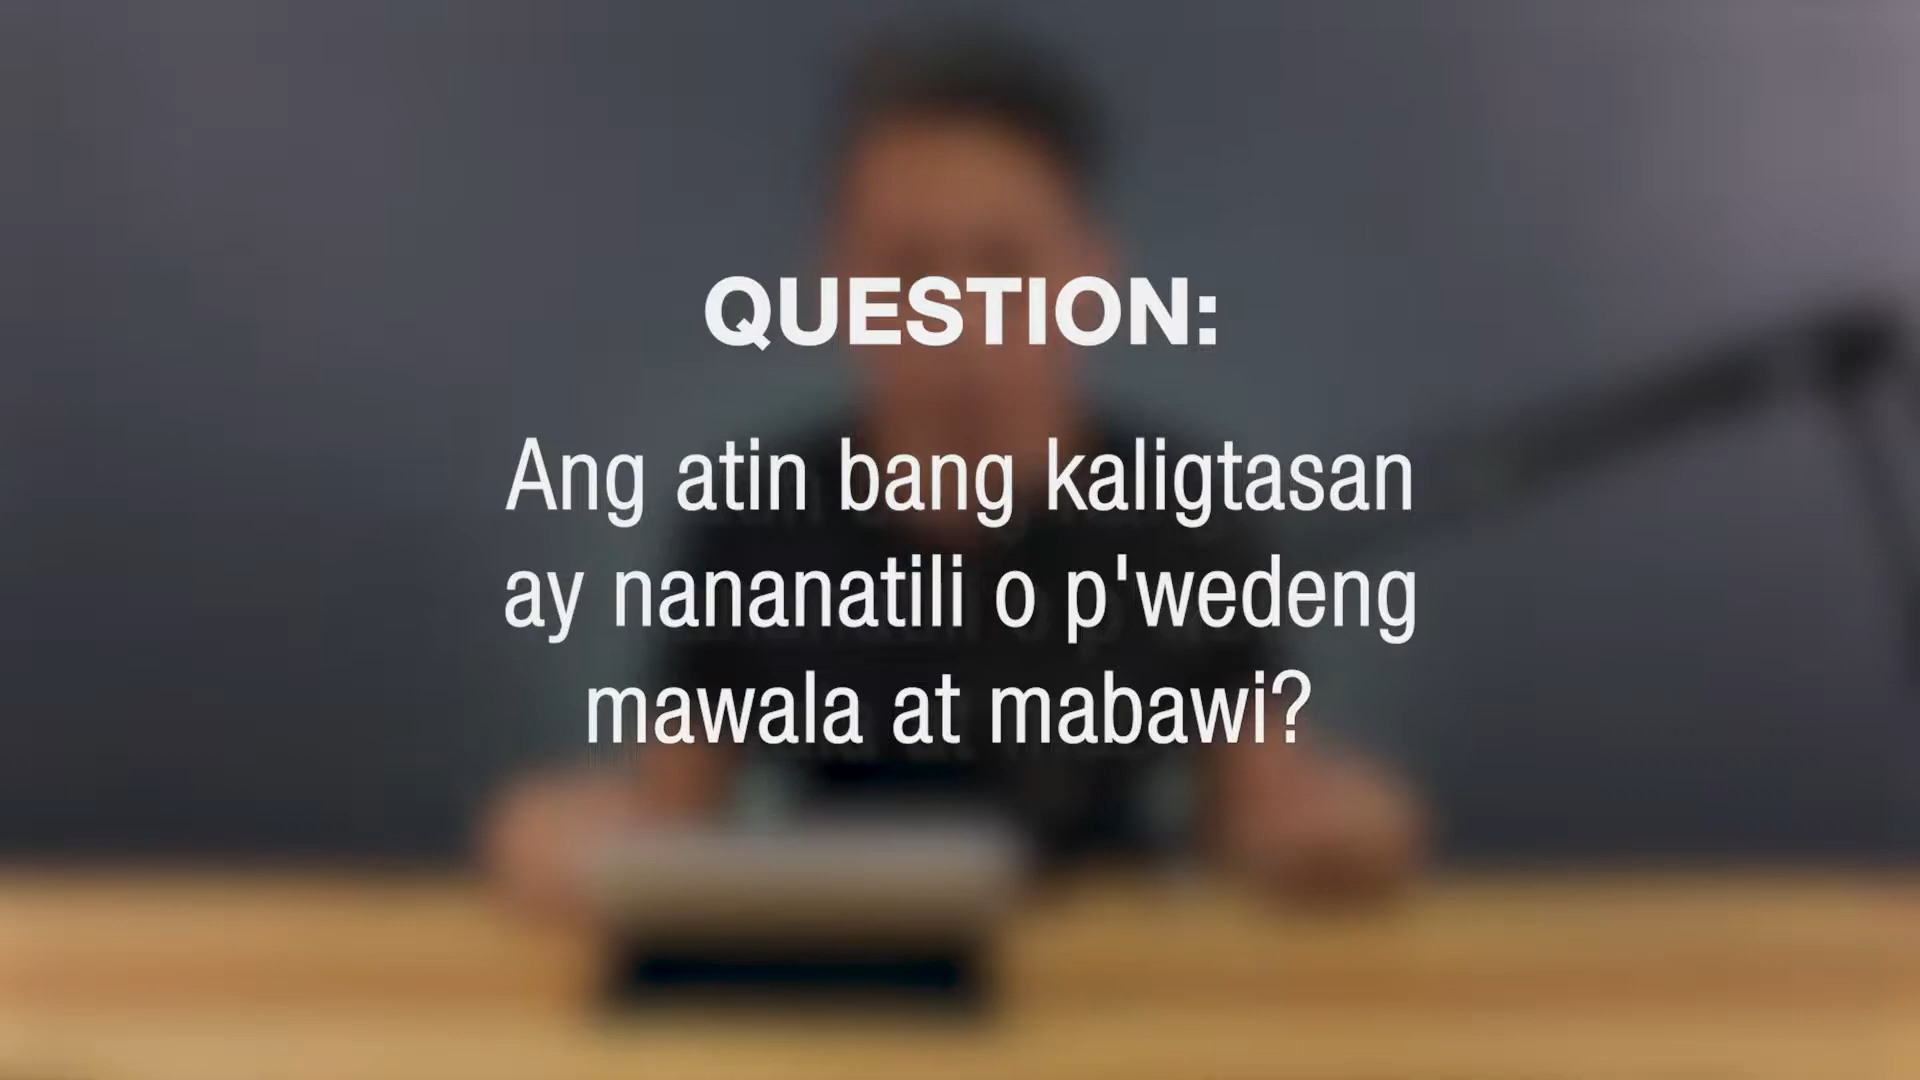 QUESTION:
Ang atin bang kaligtasan
ay nananatili o p'wedeng
mawala at mabawi?